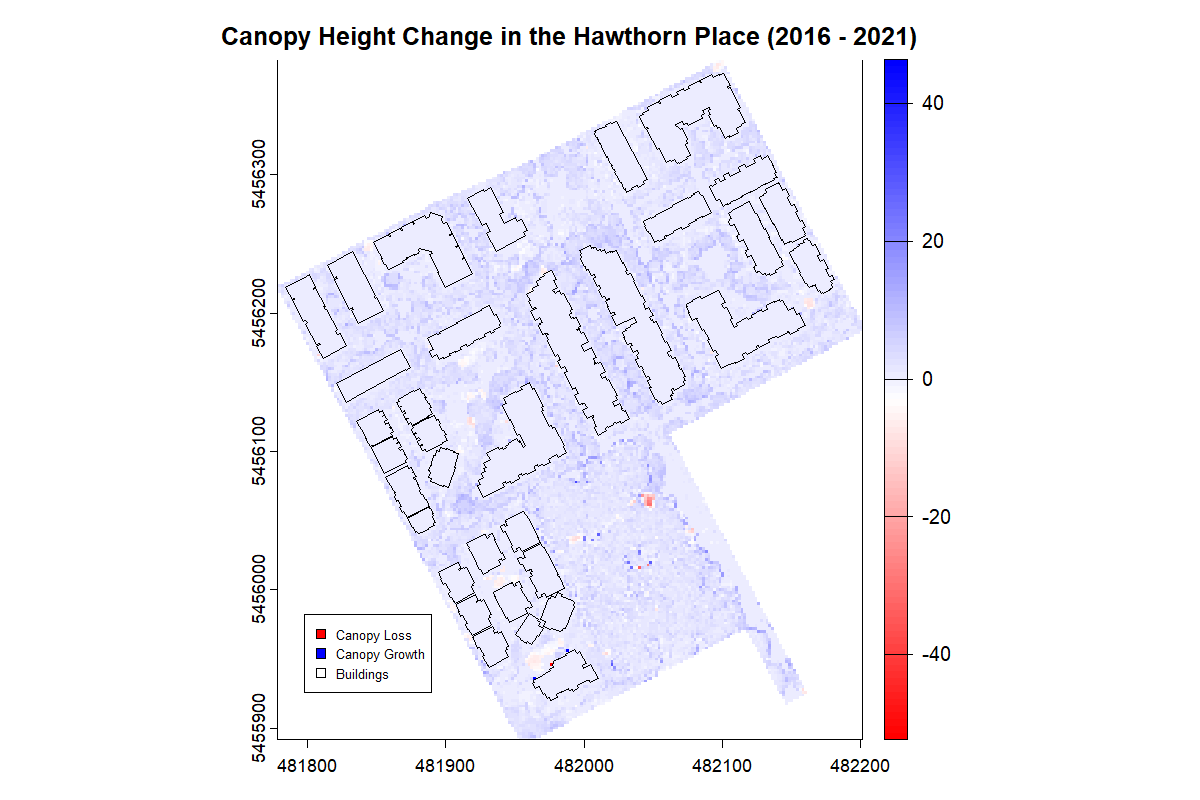 Canopy Height Change in the Hawthorn Place (2016 - 2021)
40
20
0
-20
-40
5456300
5456200
5456100
5456000
5455900
Canopy Loss
Canopy Growth
Buildings
481800 481900 482000 482100 482200